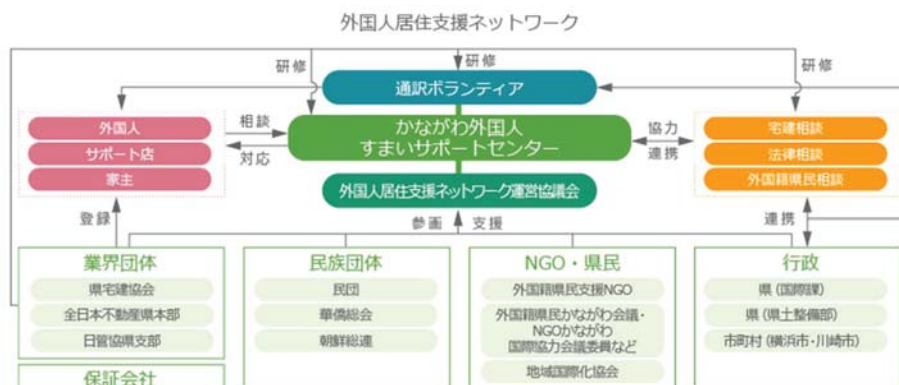 外国人居住支援ネットワーク
研修
研修
研修
通訳ボランティア
外国人
サポート店
家主
相談
対応
かながわ外国人
すまいサポートセンター
協力
連携
宅建相談
法律相談
外国籍県民相談
外国人居住支援ネットワーク運営協議会
登録
参画
支援
連携
業界団体
県宅建協会
全日本不動産県本部
日管協県支部
保証会社
民族団体
民団
華僑総会
朝鮮総連
NGO・県民
外国籍県民支援NGO
外国籍県民かながわ会議・
NGOかながわ
国際協力会議委員など
地域国際化協会
行政
県(国際課)
県(県土整備部)
市町村(横浜市・川崎市)